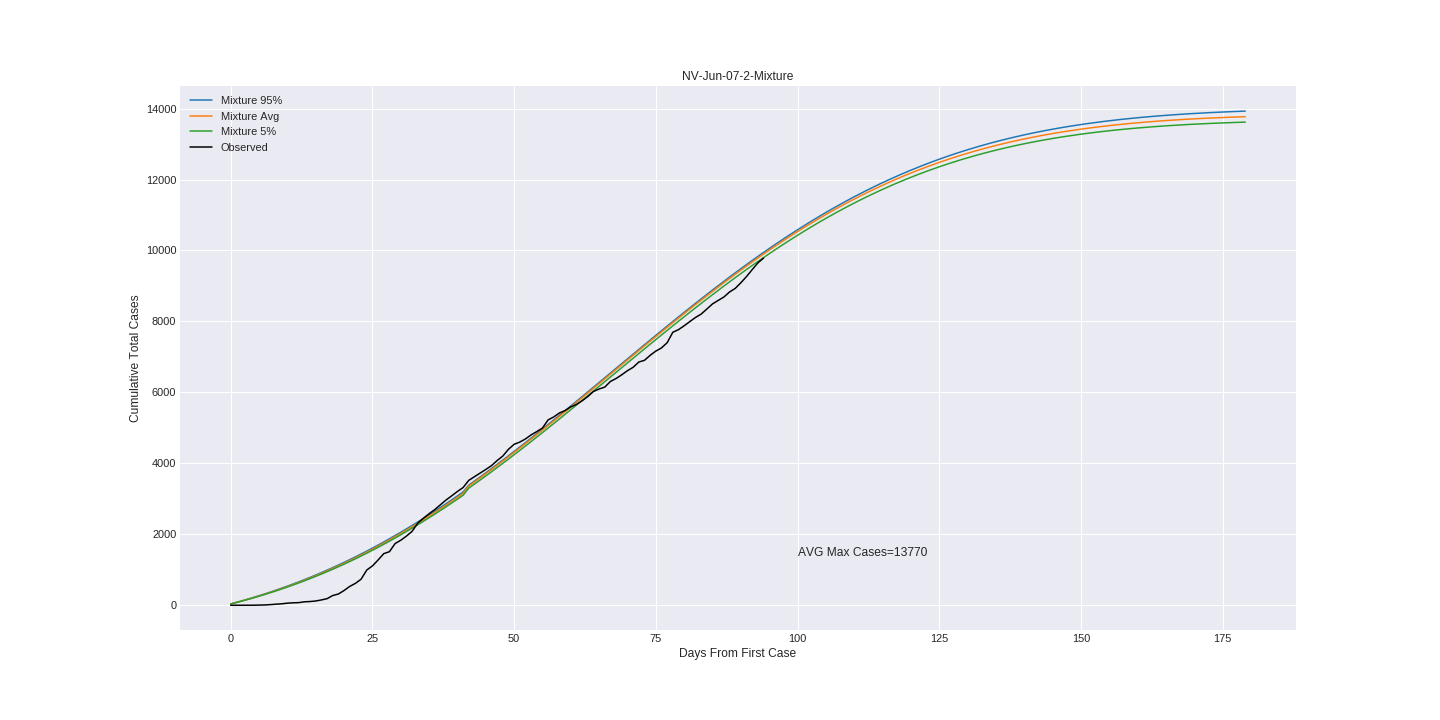 NV-Jun-07-2-Mixture
Mixture 95%
Mixture Avg
Mixture 5%
Observed
14000
12000
10000
8000
6000
4000
2000
0
Cumulative Total Cases
AVG Max Cases=13770
0 25 50 75 100 125 150 175
Days From First Case